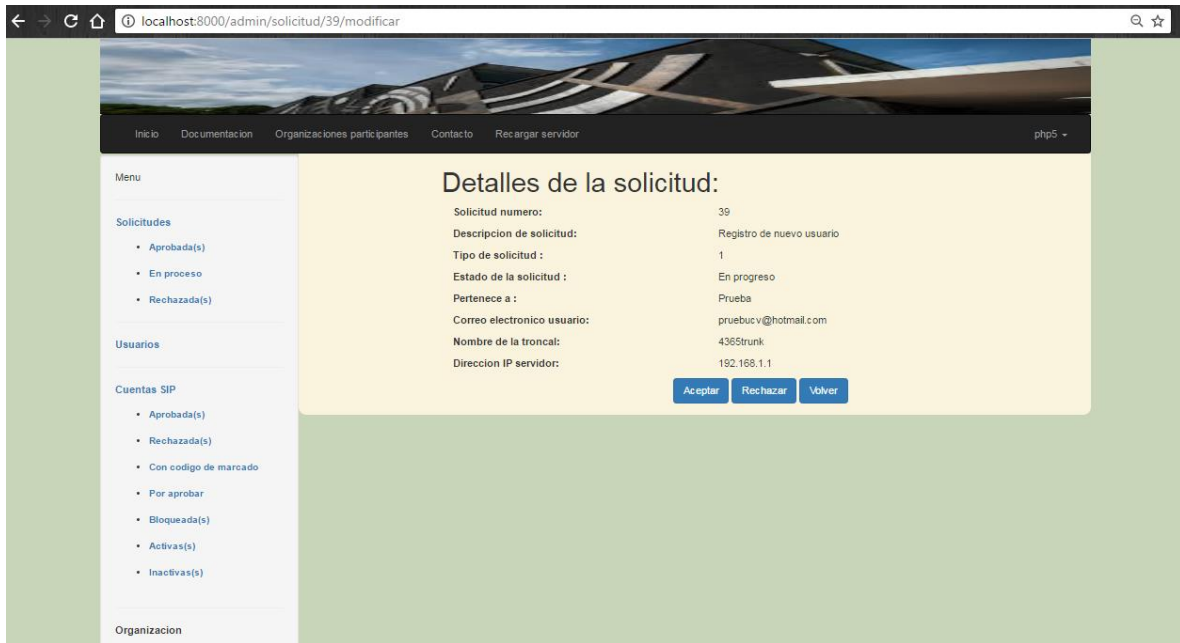 localhost:8000/admin/solicitud/39/modificar
Inicio Documentacion Organizaciones participantes Contacto Recargar servidor php5
Menu
Solicitudes
• Aprobada(s)
• En proceso
• Rechazada(s)
Usuarios
Cuentas SIP
• Aprobada(s)
• Rechazada(s)
• Con codigo de marcado
• Por aprobar
• Bloqueada(s)
• Activas(s)
• Inactivas(s)
Organizacion
Detalles de la solicitud:
Solicitud numero: 39
Descripcion de solicitud: Registro de nuevo usuario
Tipo de solicitud : 1
Estado de la solicitud : En progreso
Pertenece a : Prueba
Correo electronico usuario: pruebucv@hotmail.com
Nombre de la troncal: 4365trunk
Direccion IP servidor: 192.168.1.1
Aceptar Rechazar Volver